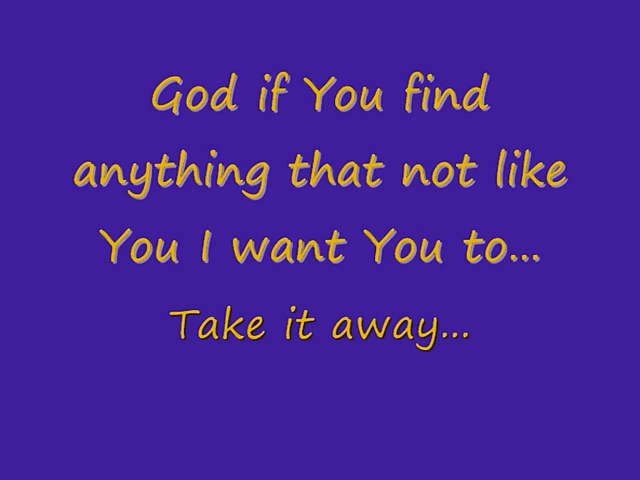 God if You find
anything that not like
You I want You to...
Take it away...